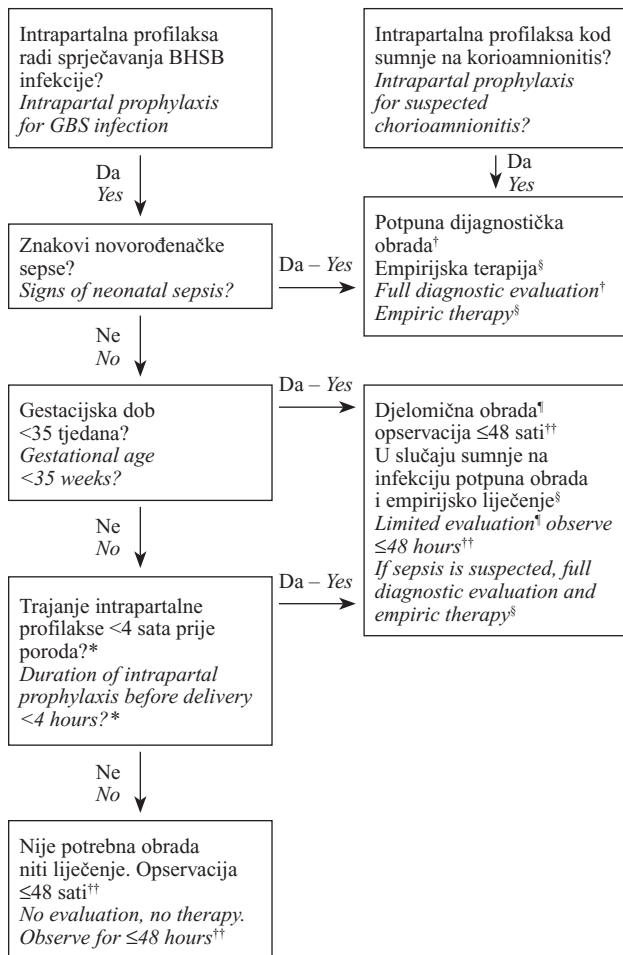 Intrapartalna profilaksa
radi sprječavanja BHSB
infekcije?
Intrapartal prophylaxis
for GBS infection
Intrapartalna profilaksa kod
sumnje na korioamnionitis?
Intrapartal prophylaxis
for suspected
chorioamnionitis?
Da
Yes
Da
Yes
Znakovi novorođenačke
sepse?
Signs of neonatal sepsis?
Da – Yes
Potpuna dijagnostička
obrada†
Empirijska terapija§
Full diagnostic evaluation†
Empiric therapy§
Ne
No
Gestacijska dob
<35 tjedana?
Gestational age
<35 weeks?
Da – Yes
Djelomična obrada¶
opservacija ≤48 sati††
U slučaju sumnje na
infekciju potpuna obrada
i empirijsko liječenje§
Limited evaluation¶ observe
≤48 hours††
If sepsis is suspected, full
diagnostic evaluation and
empiric therapy§
Ne
No
Trajanje intrapartalne
profilakse <4 sata prije
poroda?*
Duration of intrapartal
prophylaxis before delivery
<4 hours?*
Da – Yes
Ne
No
Nije potrebna obrada
niti liječenje. Opservacija
≤48 sati††
No evaluation, no therapy.
Observe for ≤48 hours††